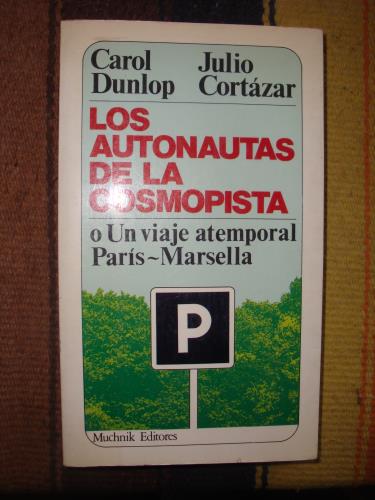 Carol Julio
Dunlop Cortázar
LOS
AUTONAUTAS
DE LA
COSMOPISTA
o Un viaje atemporal
París~Marsella
P
Muchnik Editores